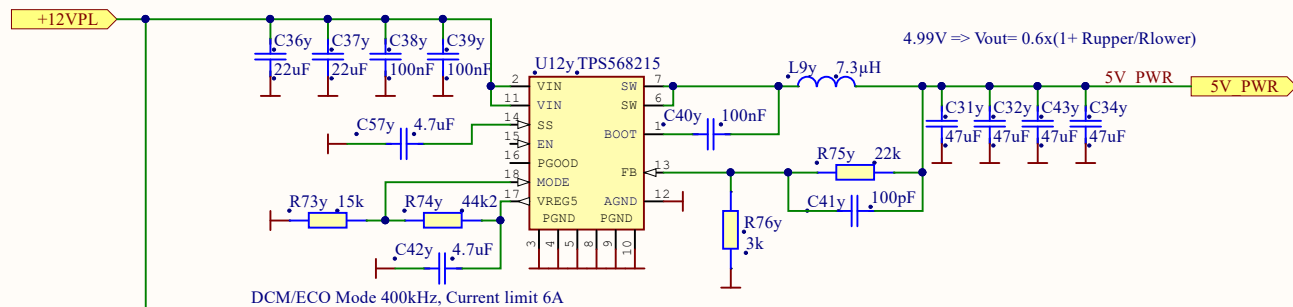 +12VPL
C36y
22uF
C37y
22uF
C38y
100nF
C39y
100nF
U12y TPS568215
2 VIN
11 VIN
14 SS
15 EN
16 PGOOD
18 MODE
17 VREG5
PGND PGND
3 4 5 8 9 10
SW 7
SW 6
BOOT 1
FB 13
AGND 12
C57y 4.7uF
R73y 15k
R74y 44k2
C42y 4.7uF
DCM/ECO Mode 400kHz, Current limit 6A
C40y 100nF
L9y 7.3µH
4.99V => Vout= 0.6x(1+ Rupper/Rlower)
5V_PWR
5V_PWR
C31y
47uF
C32y
47uF
C43y
47uF
C34y
47uF
R75y 22k
C41y 100pF
R76y
3k